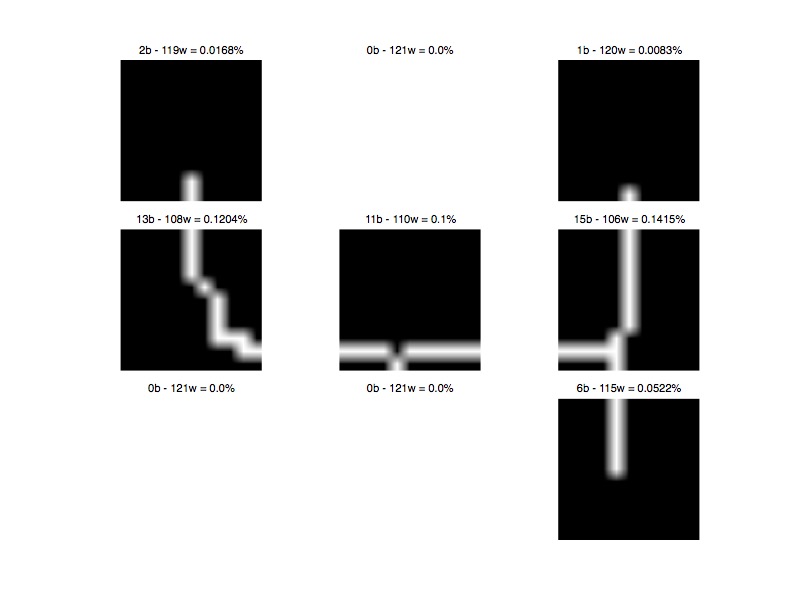 2b - 119w = 0.0168%
0b - 121w = 0.0%
1b - 120w = 0.0083%
13b - 108w = 0.1204%
11b - 110w = 0.1%
15b - 106w = 0.1415%
0b - 121w = 0.0%
0b - 121w = 0.0%
6b - 115w = 0.0522%